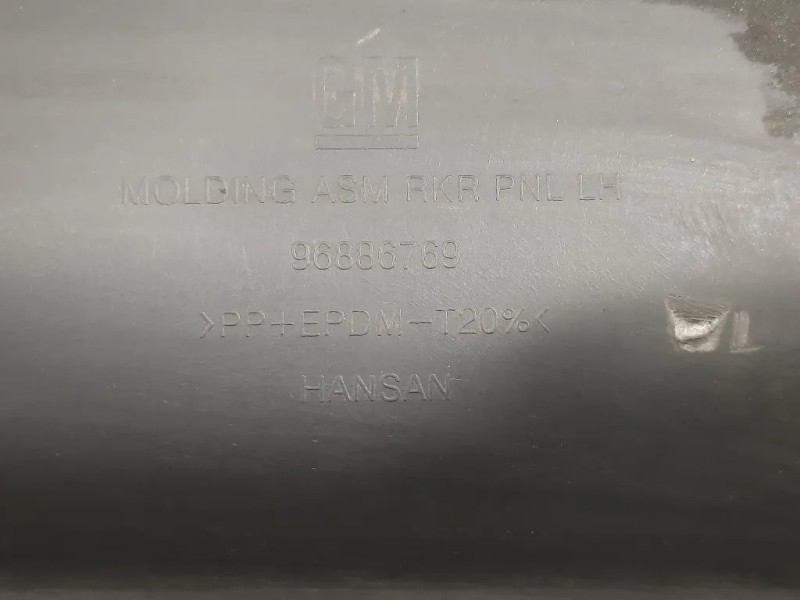 GM
MOLDING ASM RKR PNL LH
96886769
>PP+EPDM-T20%<
HANSAN
L